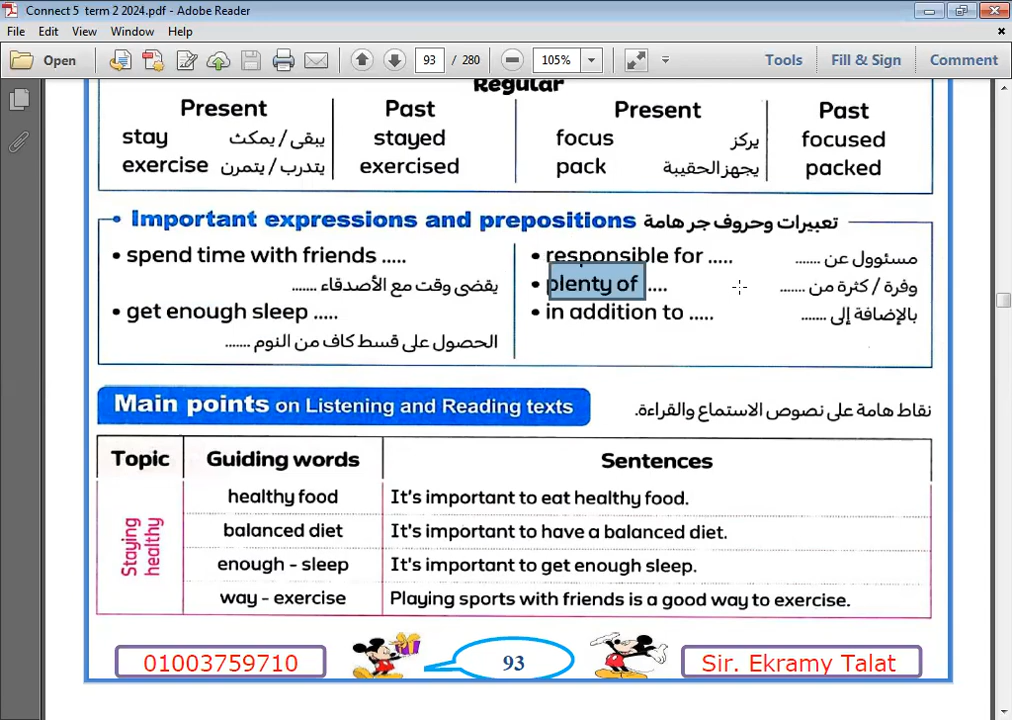 Connect 5 term 2 2024.pdf - Adobe Reader
File Edit View Window Help
Open 93 / 280 105% Tools Fill & Sign Comment
Regular
Present Past Present Past
stay يبقى / يمكث stayed focus يركز focused
exercise يتدرب / يتمرن exercised pack يجهز الحقيبة packed
• Important expressions and prepositions تعبيرات وحروف جر هامة
• spend time with friends .....
يقضى وقت مع الأصدقاء .......
• get enough sleep .....
الحصول على قسط كاف من النوم .......
• responsible for ..... مسئوول عن .......
• plenty of .... وفرة / كثرة من .......
• in addition to ..... بالإضافة إلى .......
Main points on Listening and Reading texts نقاط هامة على نصوص الاستماع والقراءة.
Topic Guiding words Sentences
Staying healthy
healthy food It's important to eat healthy food.
balanced diet It's important to have a balanced diet.
enough - sleep It's important to get enough sleep.
way - exercise Playing sports with friends is a good way to exercise.
01003759710 93 Sir. Ekramy Talat